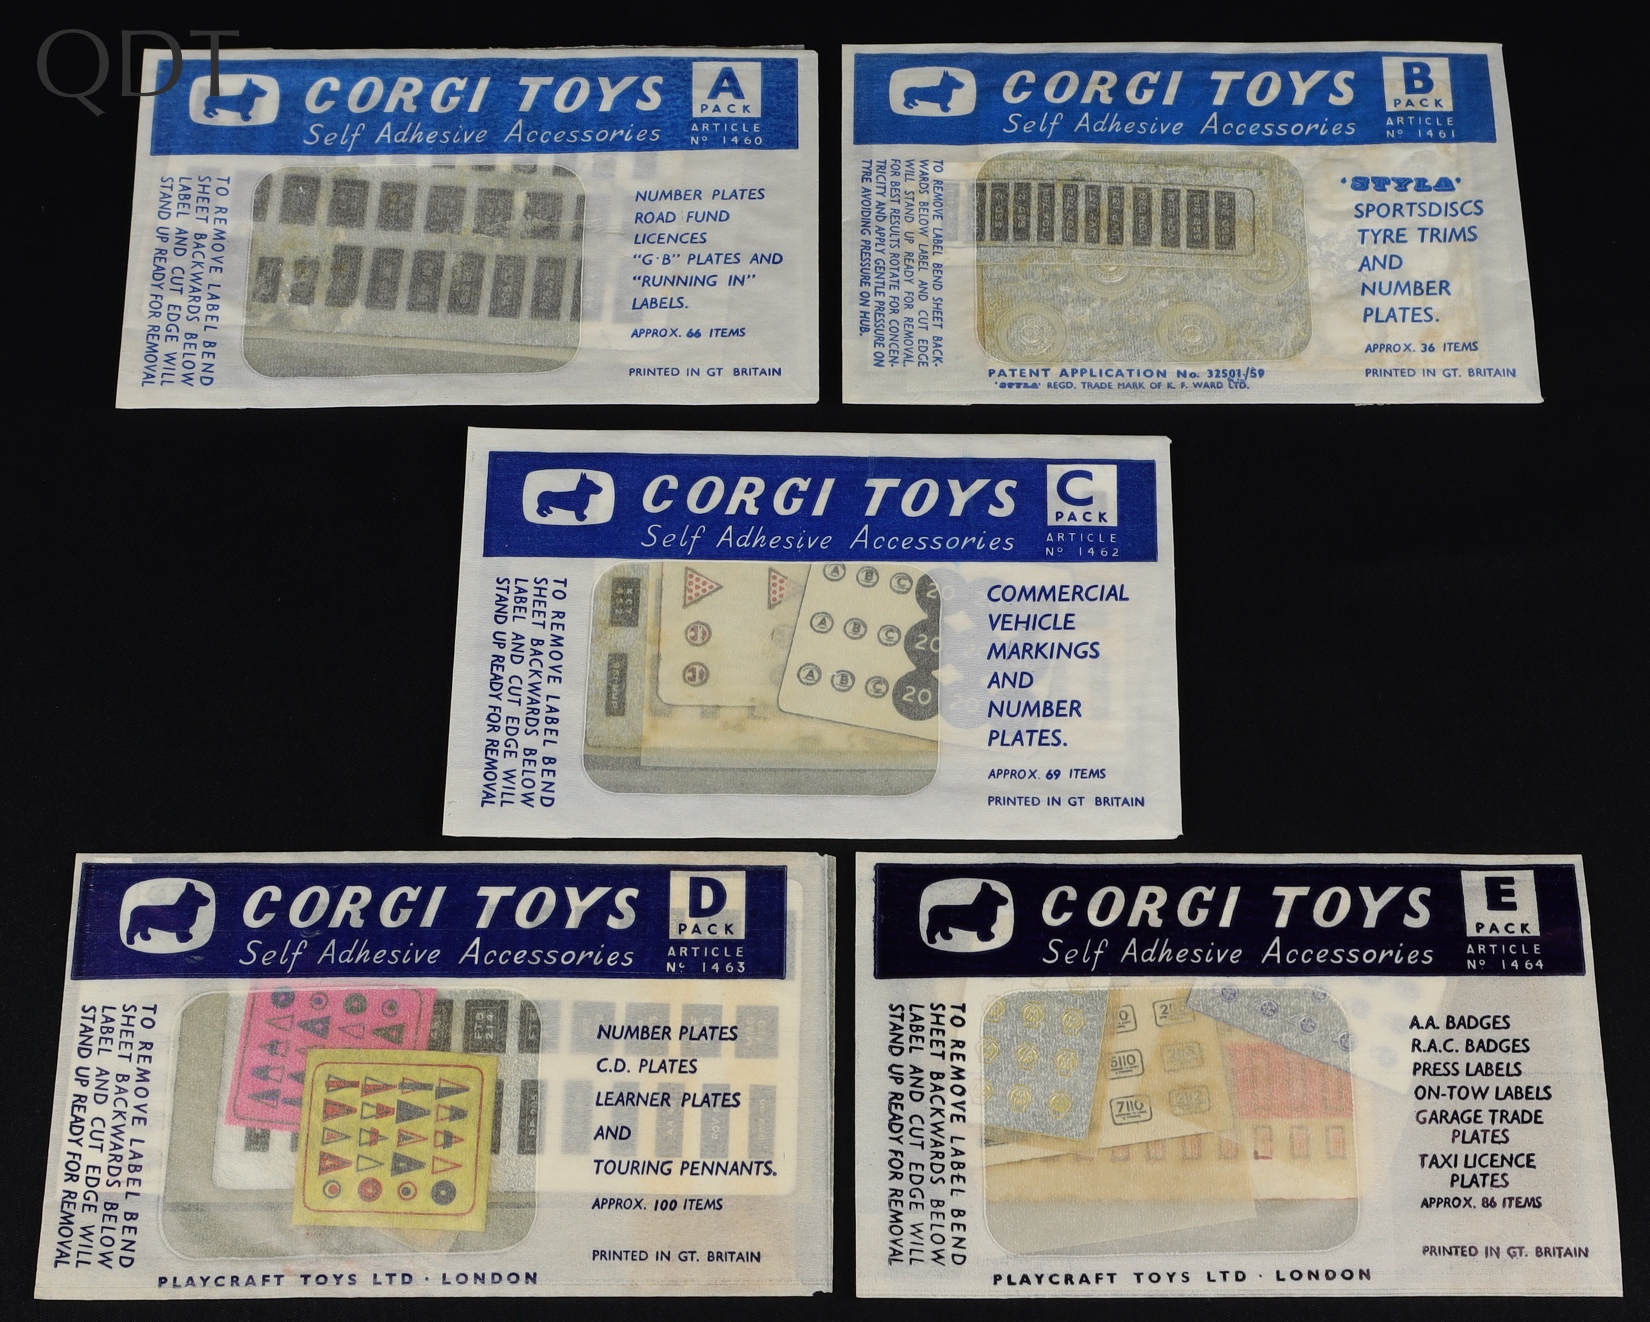 QDT
CORGI TOYS
Self Adhesive Accessories
A
PACK
ARTICLE
Nº 1460
TO REMOVE LABEL BEND
SHEET BACKWARDS BELOW
LABEL AND CUT EDGE WILL
STAND UP READY FOR REMOVAL
NUMBER PLATES
ROAD FUND
LICENCES
"G·B" PLATES AND
"RUNNING IN"
LABELS.
APPROX. 66 ITEMS
PRINTED IN GT BRITAIN
CORGI TOYS
Self Adhesive Accessories
B
PACK
ARTICLE
Nº 1461
TO REMOVE LABEL BEND SHEET BACK-
WARDS BELOW LABEL AND CUT EDGE
WILL STAND UP READY FOR REMOVAL.
FOR BEST RESULTS ROTATE FOR CONCEN-
TRICITY AND APPLY GENTLE PRESSURE ON
TYRE AVOIDING PRESSURE ON HUB.
'STYLA'
SPORTSDISCS
TYRE TRIMS
AND
NUMBER
PLATES.
APPROX. 36 ITEMS
PRINTED IN GT. BRITAIN
PATENT APPLICATION No. 32501/59
'STYLA' REGD. TRADE MARK OF K. F. WARD LTD.
CORGI TOYS
Self Adhesive Accessories
C
PACK
ARTICLE
Nº 1462
TO REMOVE LABEL BEND
SHEET BACKWARDS BELOW
LABEL AND CUT EDGE WILL
STAND UP READY FOR REMOVAL
A B C 20
A B C 20
A B C 20
COMMERCIAL
VEHICLE
MARKINGS
AND
NUMBER
PLATES.
APPROX. 69 ITEMS
PRINTED IN GT BRITAIN
CORGI TOYS
Self Adhesive Accessories
D
PACK
ARTICLE
Nº 1463
TO REMOVE LABEL BEND
SHEET BACKWARDS BELOW
LABEL AND CUT EDGE WILL
STAND UP READY FOR REMOVAL
NUMBER PLATES
C.D. PLATES
LEARNER PLATES
AND
TOURING PENNANTS.
APPROX. 100 ITEMS
PRINTED IN GT. BRITAIN
PLAYCRAFT TOYS LTD · LONDON
CORGI TOYS
Self Adhesive Accessories
E
PACK
ARTICLE
Nº 1464
TO REMOVE LABEL BEND
SHEET BACKWARDS BELOW
LABEL AND CUT EDGE WILL
STAND UP READY FOR REMOVAL
7110
A.A. BADGES
R.A.C. BADGES
PRESS LABELS
ON-TOW LABELS
GARAGE TRADE
PLATES
TAXI LICENCE
PLATES
APPROX. 86 ITEMS
PRINTED IN GT. BRITAIN
PLAYCRAFT TOYS LTD · LONDON